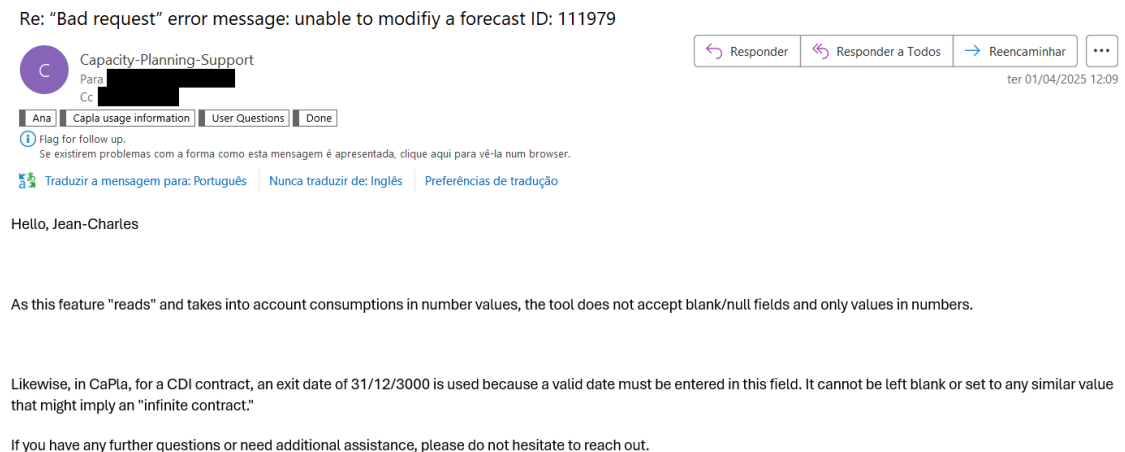 Re: “Bad request” error message: unable to modifiy a forecast ID: 111979
C
Capacity-Planning-Support
Para
Cc
Responder
Responder a Todos
Reencaminhar
ter 01/04/2025 12:09
Ana
Capla usage information
User Questions
Done
Flag for follow up.
Se existirem problemas com a forma como esta mensagem é apresentada, clique aqui para vê-la num browser.
Traduzir a mensagem para: Português
Nunca traduzir de: Inglês
Preferências de tradução
Hello, Jean-Charles
As this feature "reads" and takes into account consumptions in number values, the tool does not accept blank/null fields and only values in numbers.
Likewise, in CaPla, for a CDI contract, an exit date of 31/12/3000 is used because a valid date must be entered in this field. It cannot be left blank or set to any similar value
that might imply an "infinite contract."
If you have any further questions or need additional assistance, please do not hesitate to reach out.